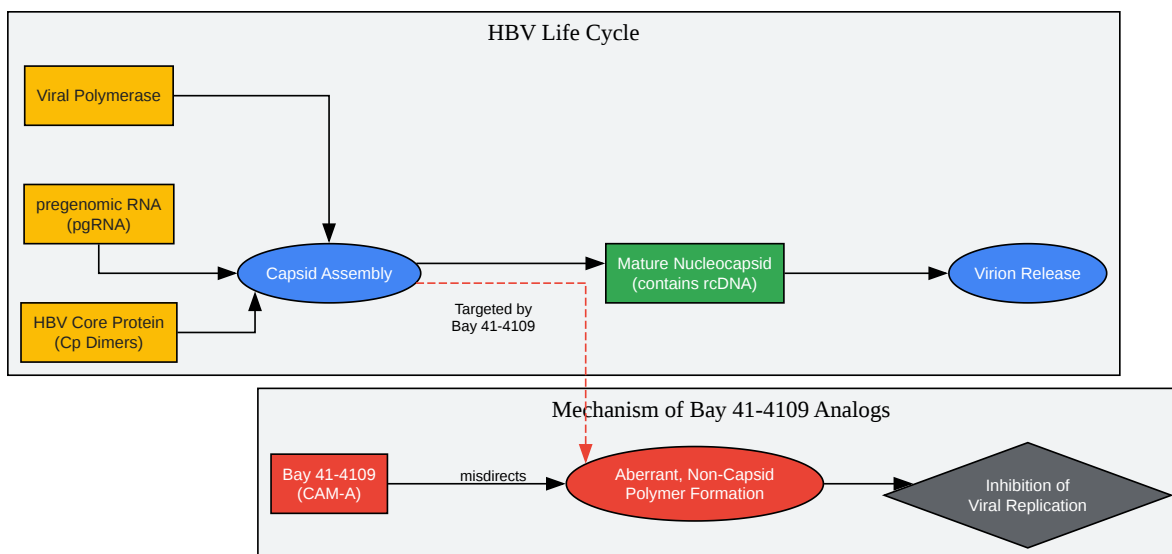 HBV Life Cycle
Viral Polymerase
pregenomic RNA
(pgRNA)
HBV Core Protein
(Cp Dimers)
Capsid Assembly
Targeted by
Bay 41-4109
Mature Nucleocapsid
(contains rcDNA)
Virion Release
Mechanism of Bay 41-4109 Analogs
Bay 41-4109
(CAM-A)
misdirects
Aberrant, Non-Capsid
Polymer Formation
Inhibition of
Viral Replication